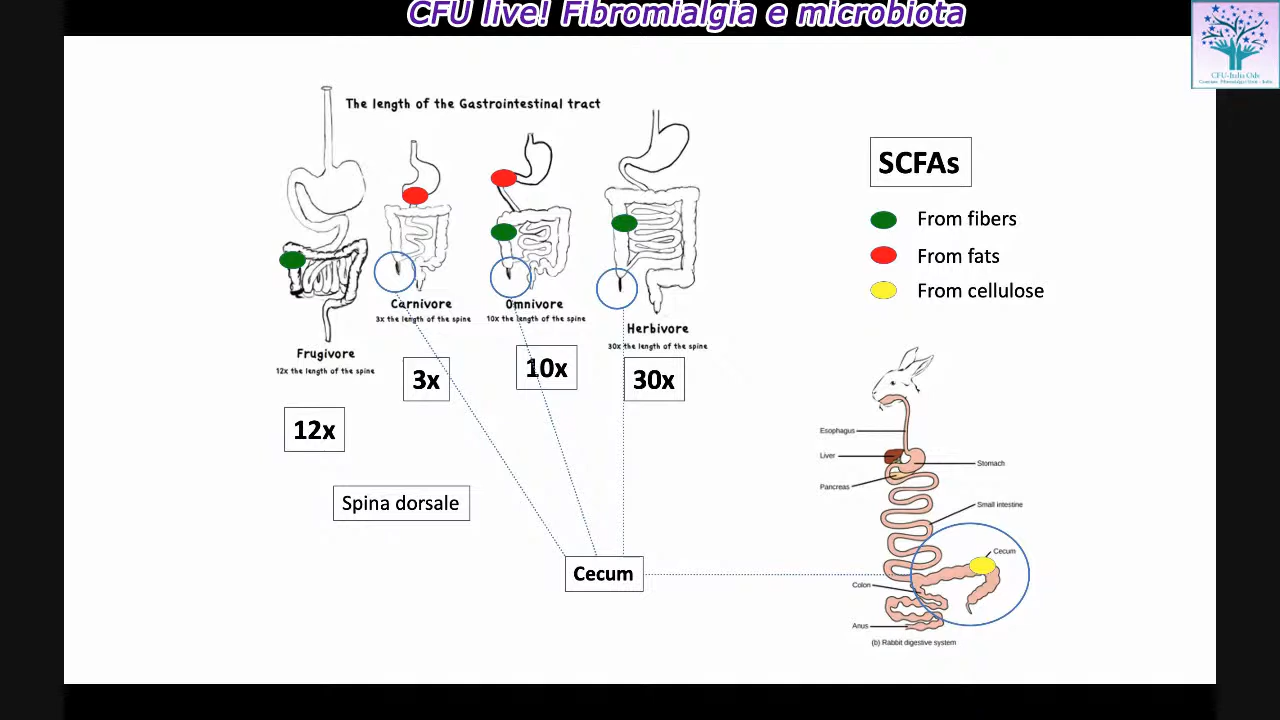 CFU live! Fibromialgia e microbiota
CFU-Italia Odv
The length of the Gastrointestinal tract
SCFAs
From fibers
From fats
From cellulose
Carnivore
3x the length of the spine
Omnivore
10x the length of the spine
Herbivore
30x the length of the spine
Frugivore
12x the length of the spine
3x
10x
30x
12x
Spina dorsale
Cecum
Esophagus
Liver
Stomach
Pancreas
Small intestine
Cecum
Colon
Anus
(b) Rabbit digestive system